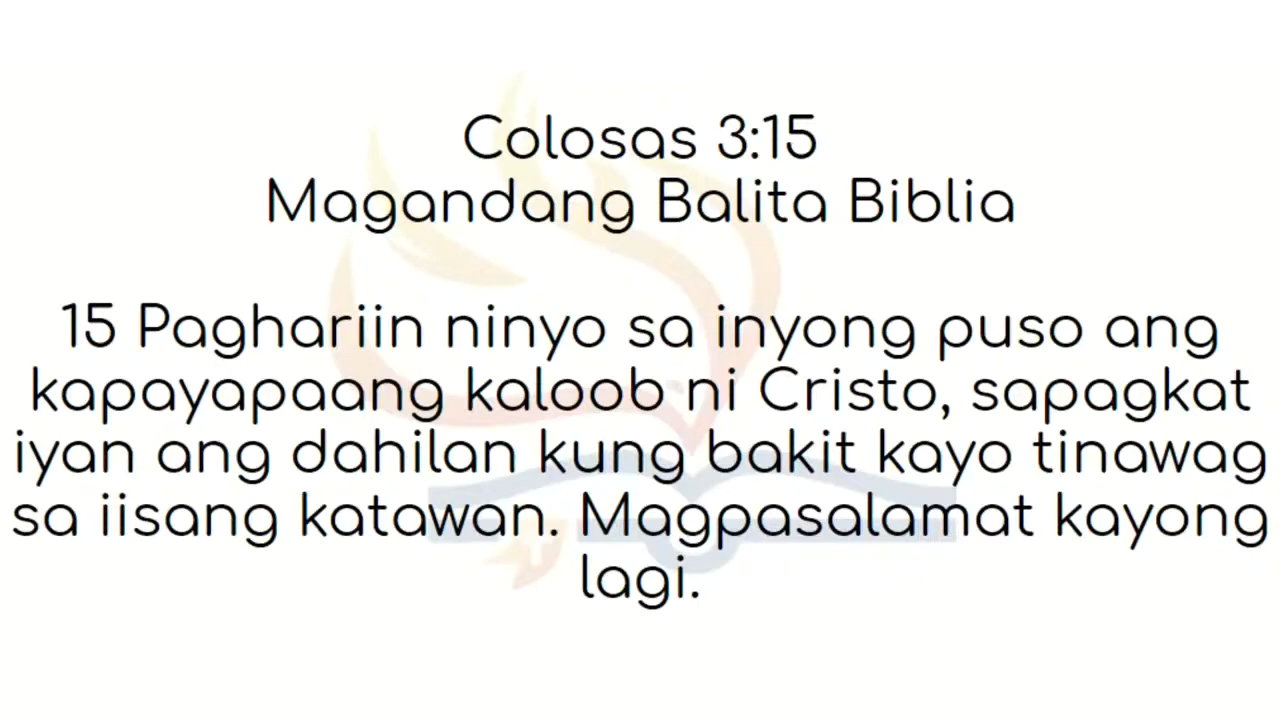 Colosas 3:15
Magandang Balita Biblia
15 Paghariin ninyo sa inyong puso ang
kapayapaang kaloob ni Cristo, sapagkat
iyan ang dahilan kung bakit kayo tinawag
sa iisang katawan. Magpasalamat kayong
lagi.